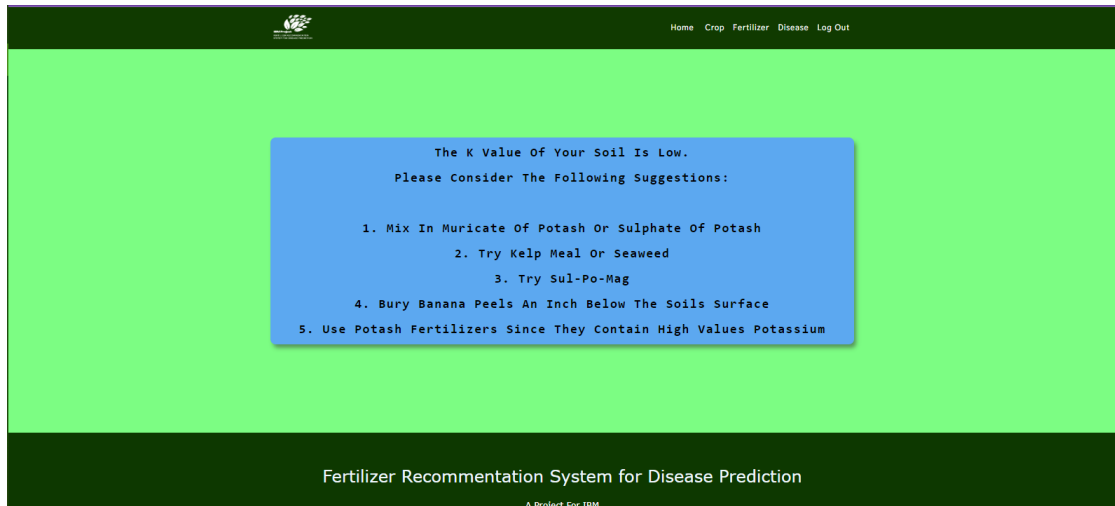 Home Crop Fertilizer Disease Log Out
The K Value Of Your Soil Is Low.
Please Consider The Following Suggestions:
1. Mix In Muricate Of Potash Or Sulphate Of Potash
2. Try Kelp Meal Or Seaweed
3. Try Sul-Po-Mag
4. Bury Banana Peels An Inch Below The Soils Surface
5. Use Potash Fertilizers Since They Contain High Values Potassium
Fertilizer Recommentation System for Disease Prediction
A Project For IBM